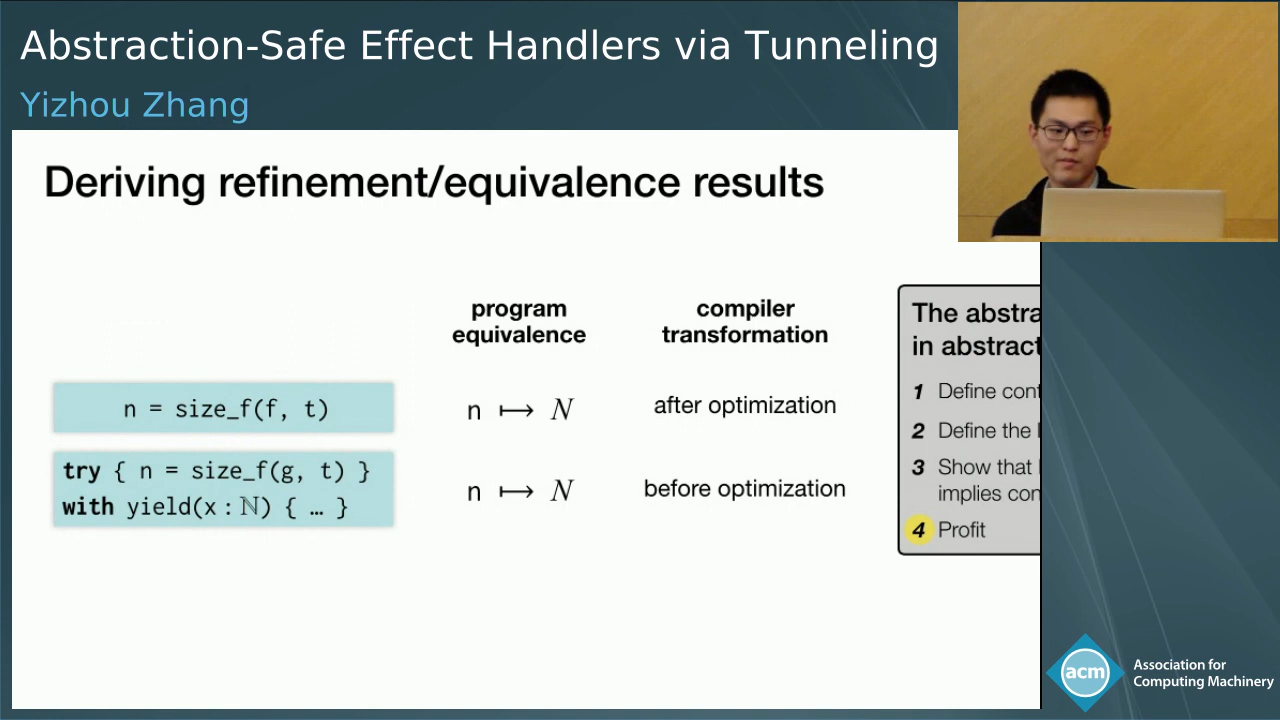 Abstraction-Safe Effect Handlers via Tunneling
Yizhou Zhang
Deriving refinement/equivalence results
program
equivalence
compiler
transformation
n = size_f(f, t)
n ⟼ N
after optimization
try { n = size_f(g, t) }
with yield(x : ℕ) { … }
n ⟼ N
before optimization
The abstra
in abstract
1 Define cont
2 Define the
3 Show that
implies con
4 Profit
acm
Association for
Computing Machinery